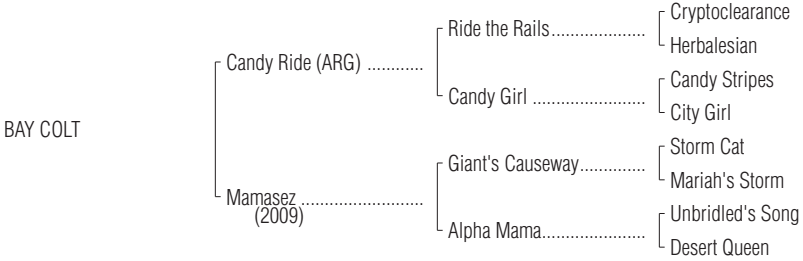 Cryptoclearance
Ride the Rails.....................
Herbalesian
Candy Ride (ARG) ............
Candy Stripes
Candy Girl .........................
City Girl
BAY COLT
Storm Cat
Giant's Causeway..............
Mariah's Storm
Mamasez ...........................
(2009)
Unbridled's Song
Alpha Mama.......................
Desert Queen